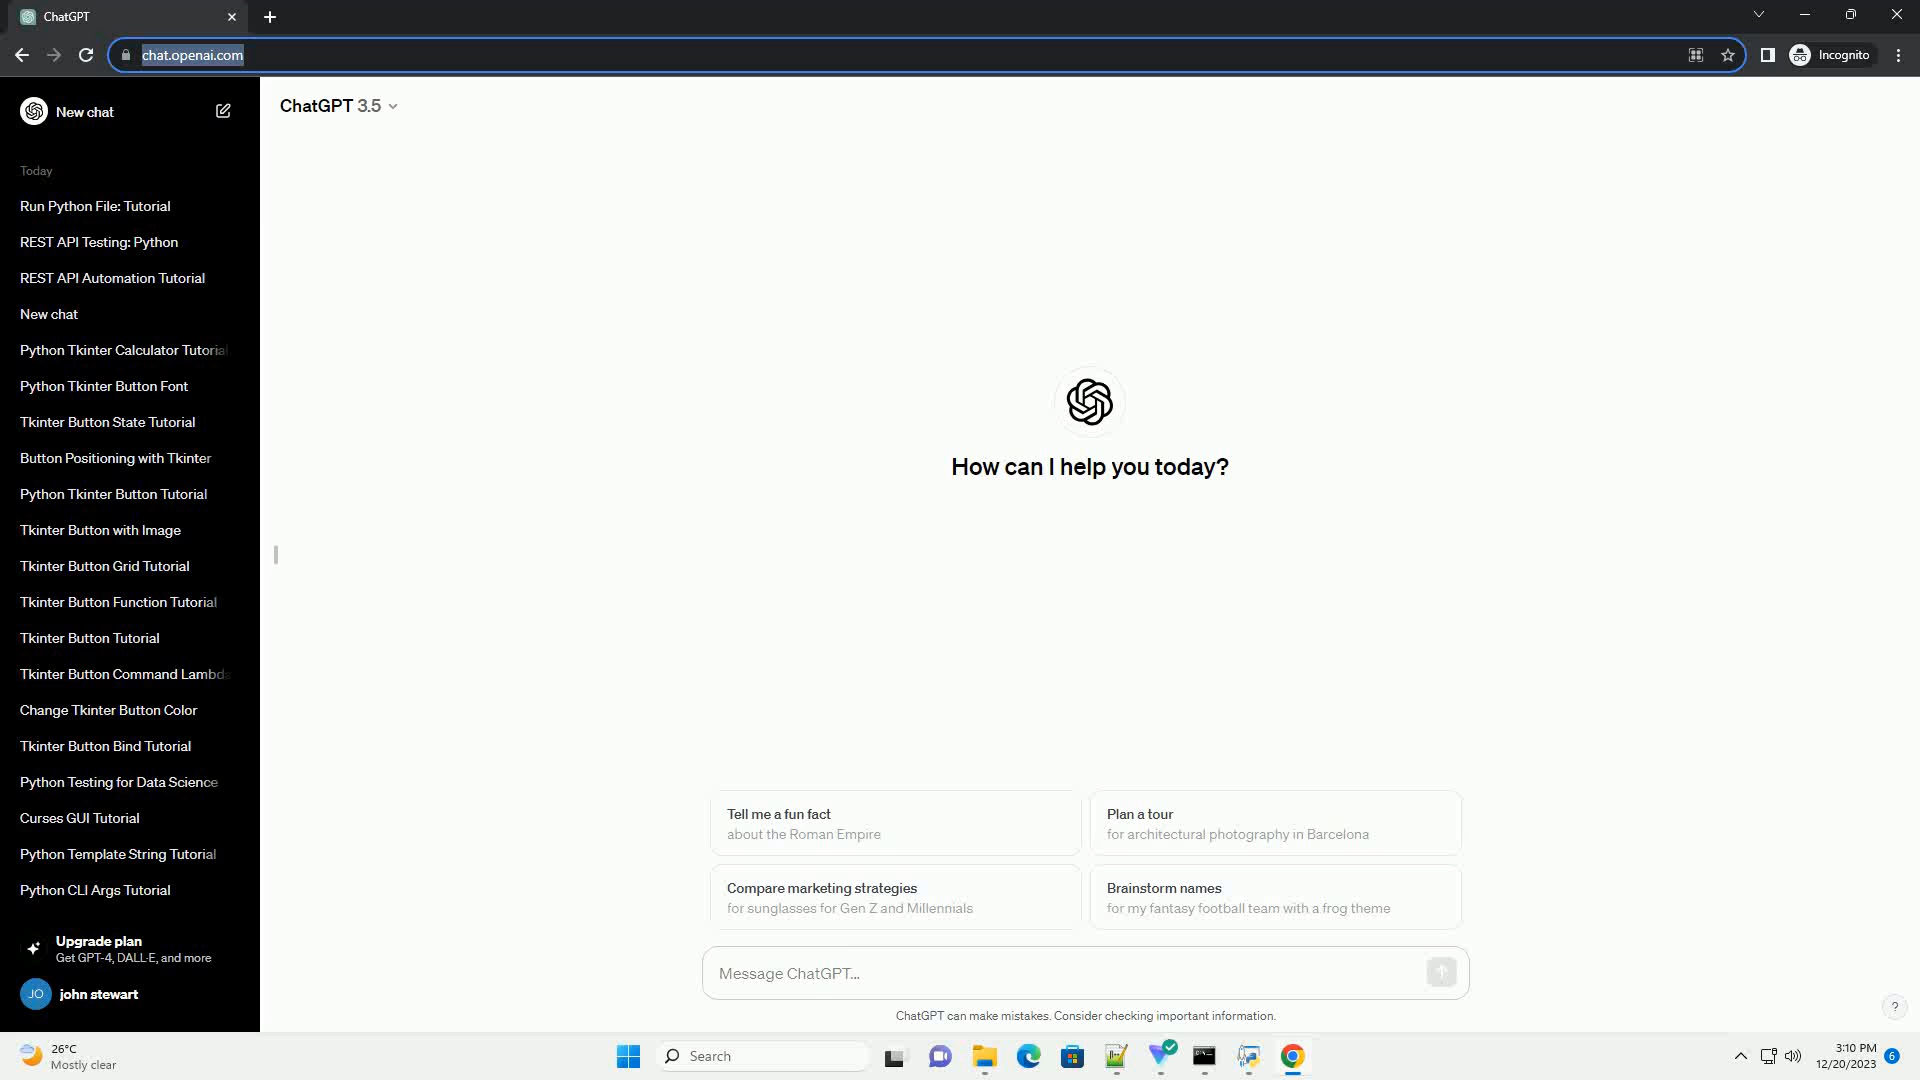 ChatGPT
chat.openai.com
Incognito
New chat
ChatGPT 3.5
Today
Run Python File: Tutorial
REST API Testing: Python
REST API Automation Tutorial
New chat
Python Tkinter Calculator Tutorial
Python Tkinter Button Font
Tkinter Button State Tutorial
Button Positioning with Tkinter
Python Tkinter Button Tutorial
Tkinter Button with Image
Tkinter Button Grid Tutorial
Tkinter Button Function Tutorial
Tkinter Button Tutorial
Tkinter Button Command Lambda
Change Tkinter Button Color
Tkinter Button Bind Tutorial
Python Testing for Data Science
Curses GUI Tutorial
Python Template String Tutorial
Python CLI Args Tutorial
Upgrade plan
Get GPT-4, DALL·E, and more
JO john stewart
How can I help you today?
Tell me a fun fact
about the Roman Empire
Plan a tour
for architectural photography in Barcelona
Compare marketing strategies
for sunglasses for Gen Z and Millennials
Brainstorm names
for my fantasy football team with a frog theme
Message ChatGPT...
ChatGPT can make mistakes. Consider checking important information.
?
26°C
Mostly clear
Search
3:10 PM
12/20/2023
6